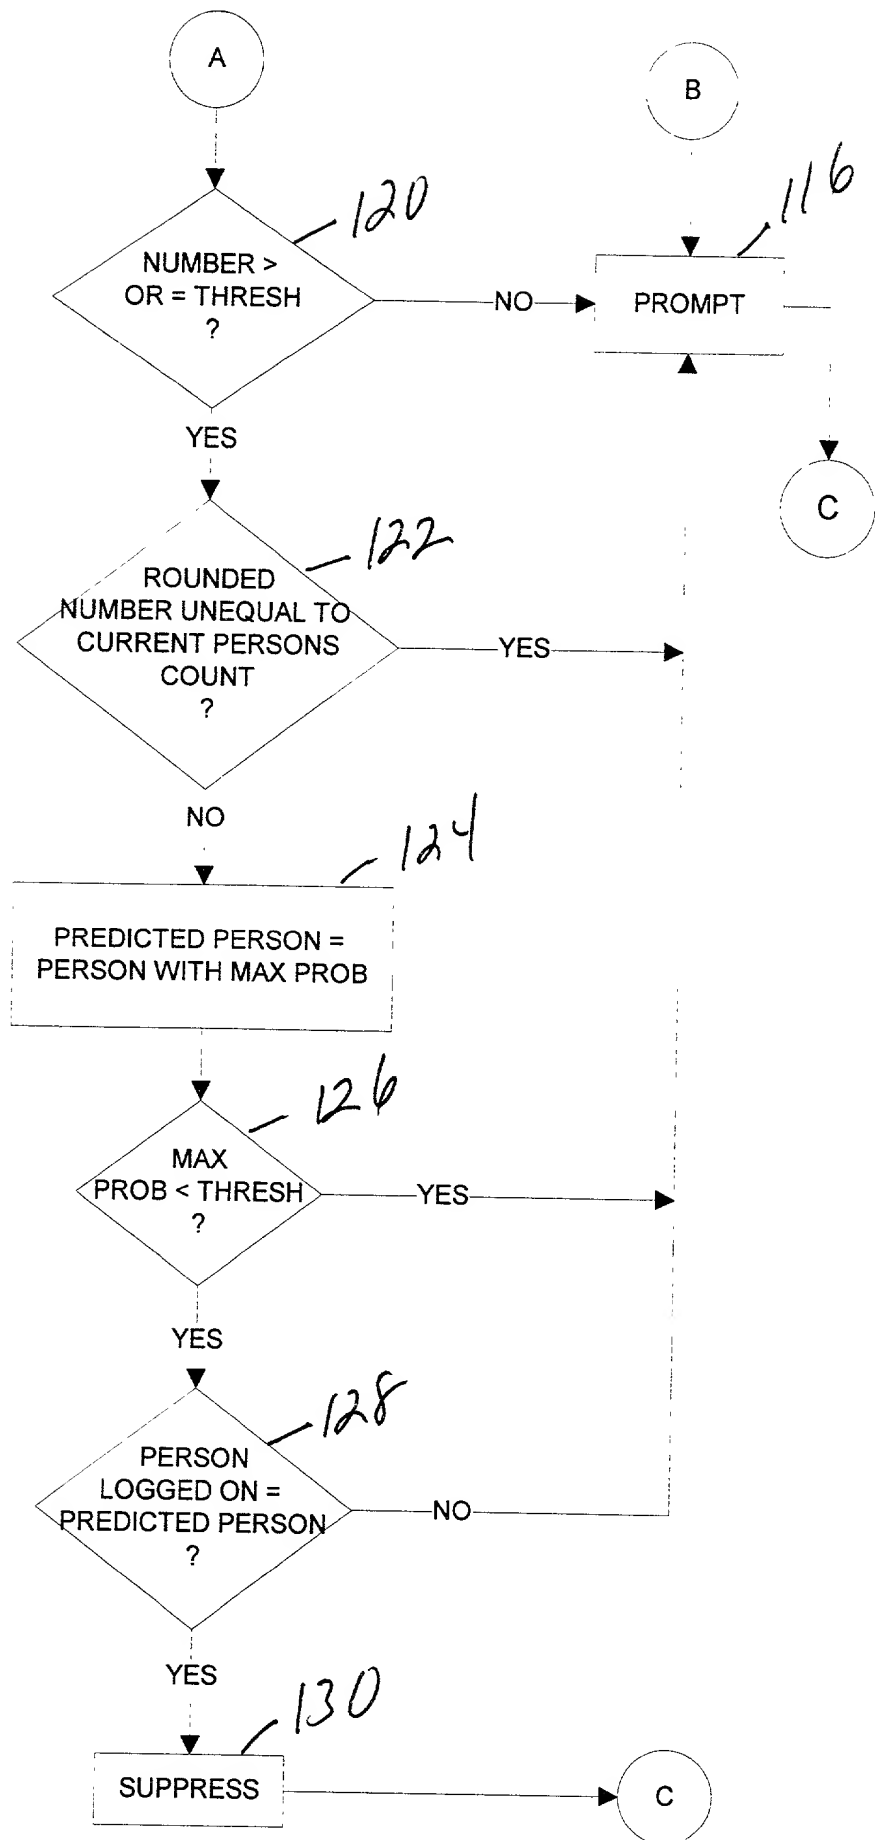 A
B
120
116
NUMBER >
OR = THRESH
?
NO
PROMPT
YES
C
122
ROUNDED
NUMBER UNEQUAL TO
CURRENT PERSONS
COUNT
?
YES
NO
124
PREDICTED PERSON =
PERSON WITH MAX PROB
126
MAX
PROB < THRESH
?
YES
YES
128
PERSON
LOGGED ON =
PREDICTED PERSON
?
NO
YES
130
SUPPRESS
C